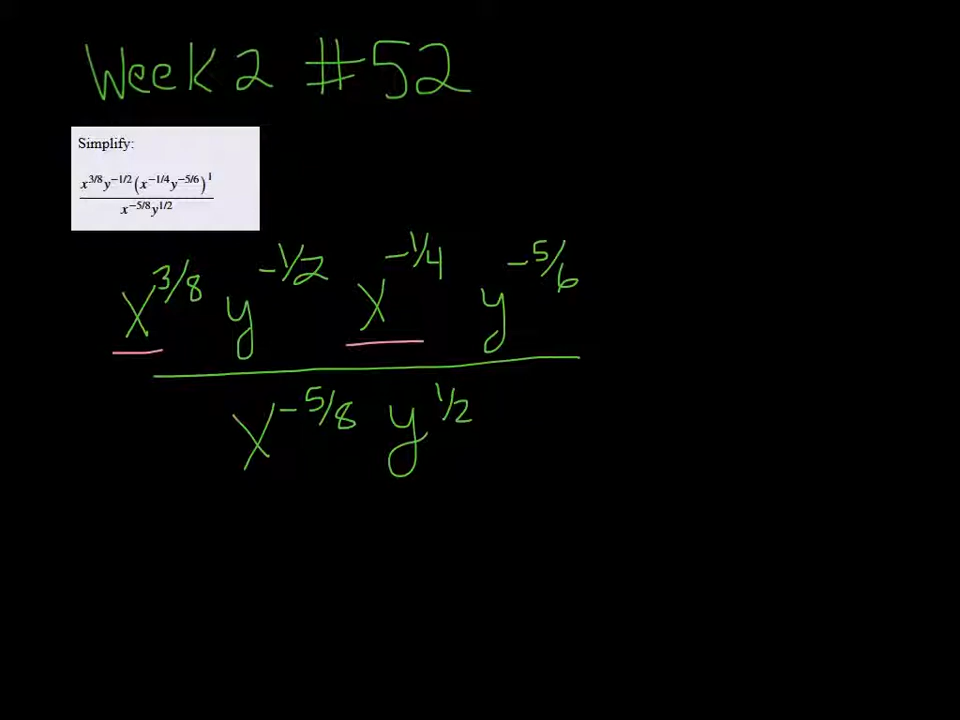 Week 2 #52
Simplify:
x^{3/8}y^{-1/2}(x^{-1/4}y^{-5/6})^1
x^{-5/8}y^{1/2}
x^{3/8} y^{-1/2} x^{-1/4} y^{-5/6}
x^{-5/8} y^{1/2}